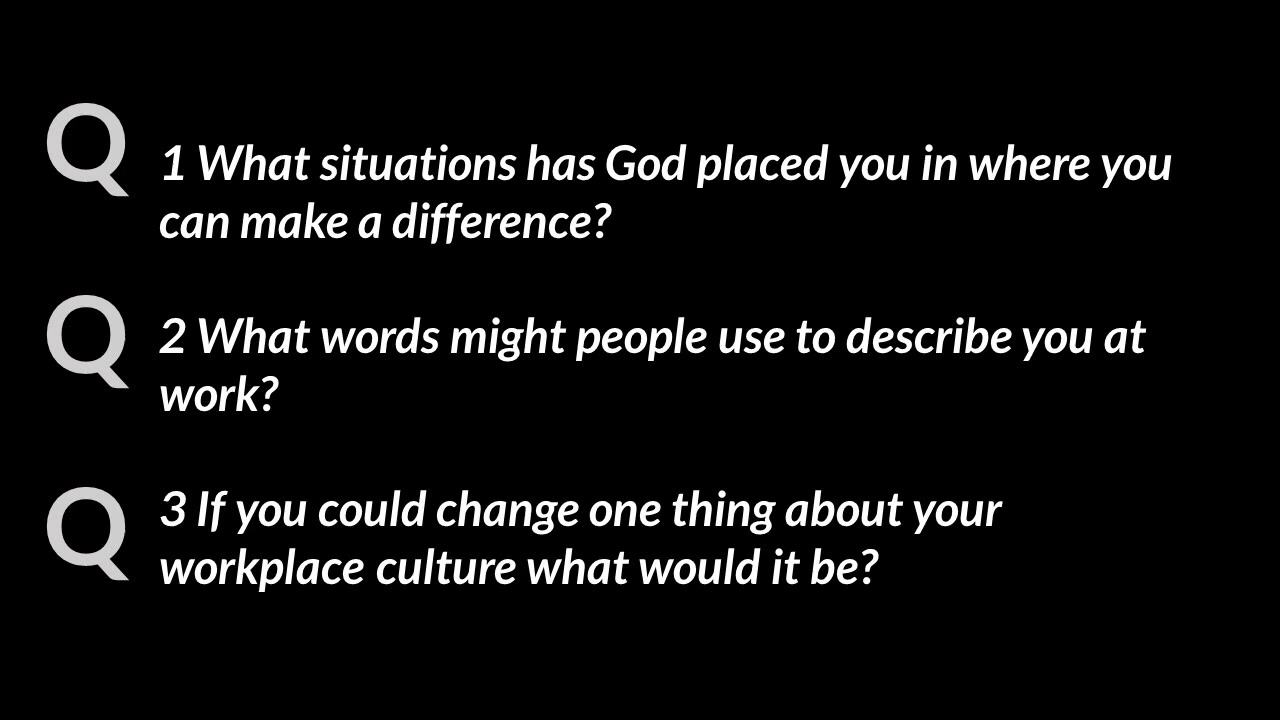 Q
1 What situations has God placed you in where you
can make a difference?
Q
2 What words might people use to describe you at
work?
Q
3 If you could change one thing about your
workplace culture what would it be?